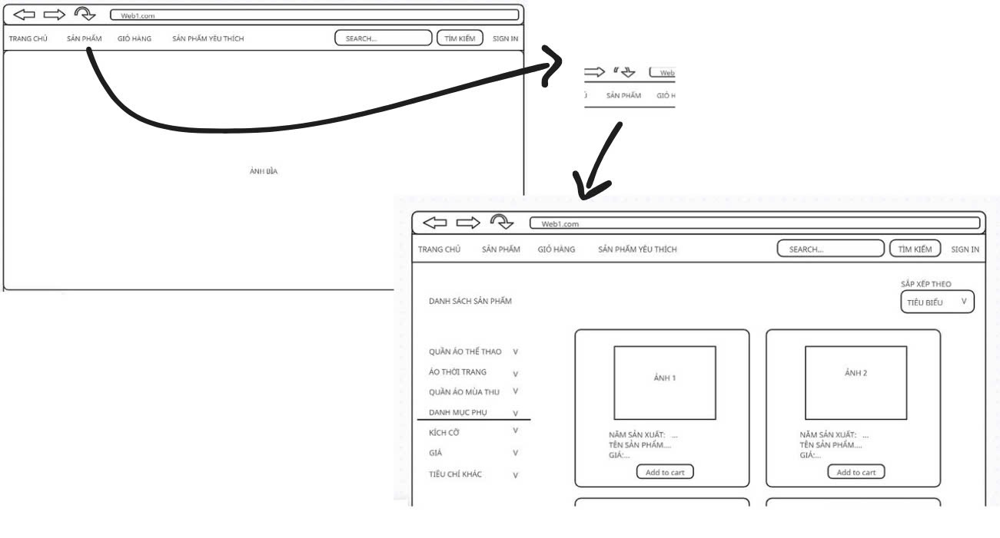 Web1.com
TRANG CHỦ SẢN PHẨM GIỎ HÀNG SẢN PHẨM YÊU THÍCH SEARCH... TÌM KIẾM SIGN IN
ẢNH BÌA
Web
SẢN PHẨM GIỎ H
Web1.com
TRANG CHỦ SẢN PHẨM GIỎ HÀNG SẢN PHẨM YÊU THÍCH SEARCH... TÌM KIẾM SIGN IN
SẮP XẾP THEO
DANH SÁCH SẢN PHẨM
TIÊU BIỂU V
QUẦN ÁO THỂ THAO V
ÁO THỜI TRANG V
QUẦN ÁO MÙA THU V
DANH MỤC PHỤ V
KÍCH CỠ V
GIÁ V
TIÊU CHÍ KHÁC V
ẢNH 1
NĂM SẢN XUẤT: ...
TÊN SẢN PHẨM....
GIÁ:...
Add to cart
ẢNH 2
NĂM SẢN XUẤT: ...
TÊN SẢN PHẨM....
GIÁ:...
Add to cart